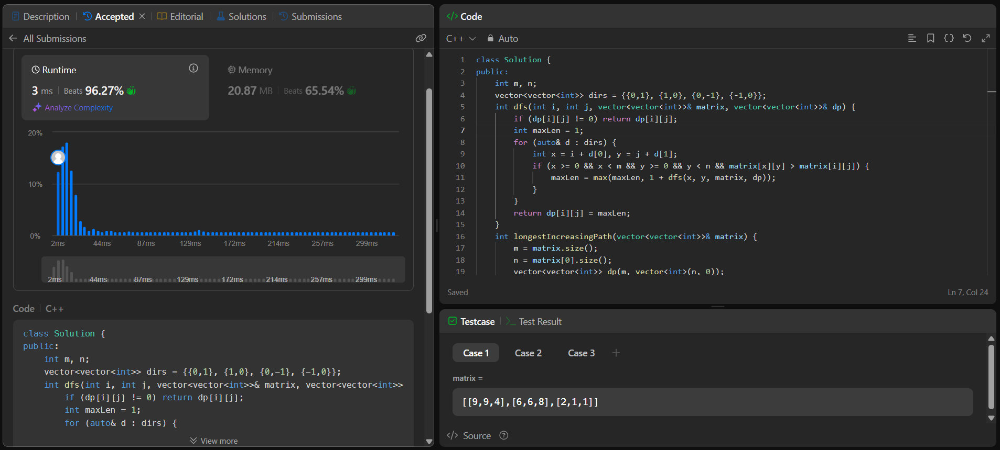 Description | Accepted × | Editorial | Solutions | Submissions
All Submissions
Runtime
3 ms | Beats 96.27%
Analyze Complexity
Memory
20.87 MB | Beats 65.54%
20%
10%
0%
2ms 44ms 87ms 129ms 172ms 214ms 257ms 299ms
2ms 44ms 87ms 129ms 172ms 214ms 257ms 299ms
Code | C++
class Solution {
public:
    int m, n;
    vector<vector<int>> dirs = {{0,1}, {1,0}, {0,-1}, {-1,0}};
    int dfs(int i, int j, vector<vector<int>>& matrix, vector<vector<int>>
        if (dp[i][j] != 0) return dp[i][j];
        int maxLen = 1;
        for (auto& d : dirs) {
View more
</> Code
C++ Auto
1 class Solution {
2 public:
3     int m, n;
4     vector<vector<int>> dirs = {{0,1}, {1,0}, {0,-1}, {-1,0}};
5     int dfs(int i, int j, vector<vector<int>>& matrix, vector<vector<int>>& dp) {
6         if (dp[i][j] != 0) return dp[i][j];
7         int maxLen = 1;
8         for (auto& d : dirs) {
9             int x = i + d[0], y = j + d[1];
10             if (x >= 0 && x < m && y >= 0 && y < n && matrix[x][y] > matrix[i][j]) {
11                 maxLen = max(maxLen, 1 + dfs(x, y, matrix, dp));
12             }
13         }
14         return dp[i][j] = maxLen;
15     }
16     int longestIncreasingPath(vector<vector<int>>& matrix) {
17         m = matrix.size();
18         n = matrix[0].size();
19         vector<vector<int>> dp(m, vector<int>(n, 0));
Saved
Ln 7, Col 24
Testcase | >_ Test Result
Case 1 Case 2 Case 3 +
matrix =
[[9,9,4],[6,6,8],[2,1,1]]
</> Source ?